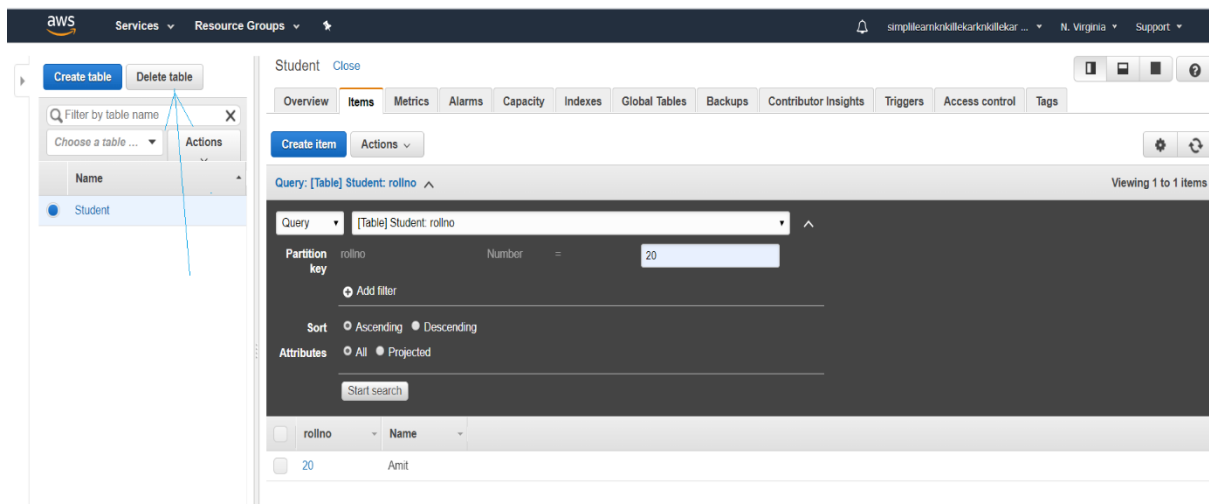 aws Services Resource Groups simplilearnknkillekarknkillekar ... N. Virginia Support
Create table Delete table
Filter by table name X
Choose a table ... Actions
Name
Student
Student Close
Overview Items Metrics Alarms Capacity Indexes Global Tables Backups Contributor Insights Triggers Access control Tags
Create item Actions
Query: [Table] Student: rollno Viewing 1 to 1 items
Query [Table] Student: rollno
Partition key rollno Number = 20
Add filter
Sort Ascending Descending
Attributes All Projected
Start search
rollno Name
20 Amit